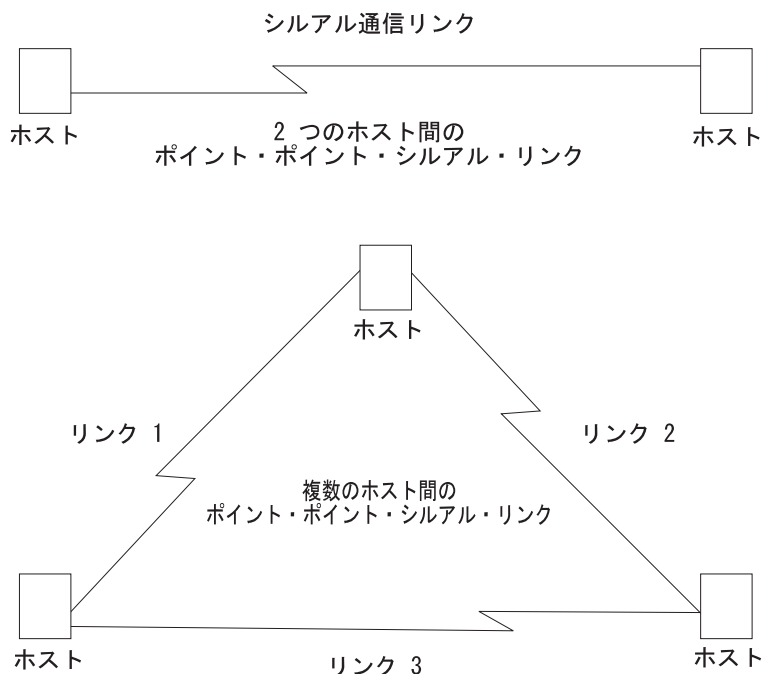 シルアル通信リンク
ホスト
ホスト
2 つのホスト間の
ポイント・ポイント・シルアル・リンク
ホスト
リンク 1
リンク 2
複数のホスト間の
ポイント・ポイント・シルアル・リンク
ホスト
ホスト
リンク 3